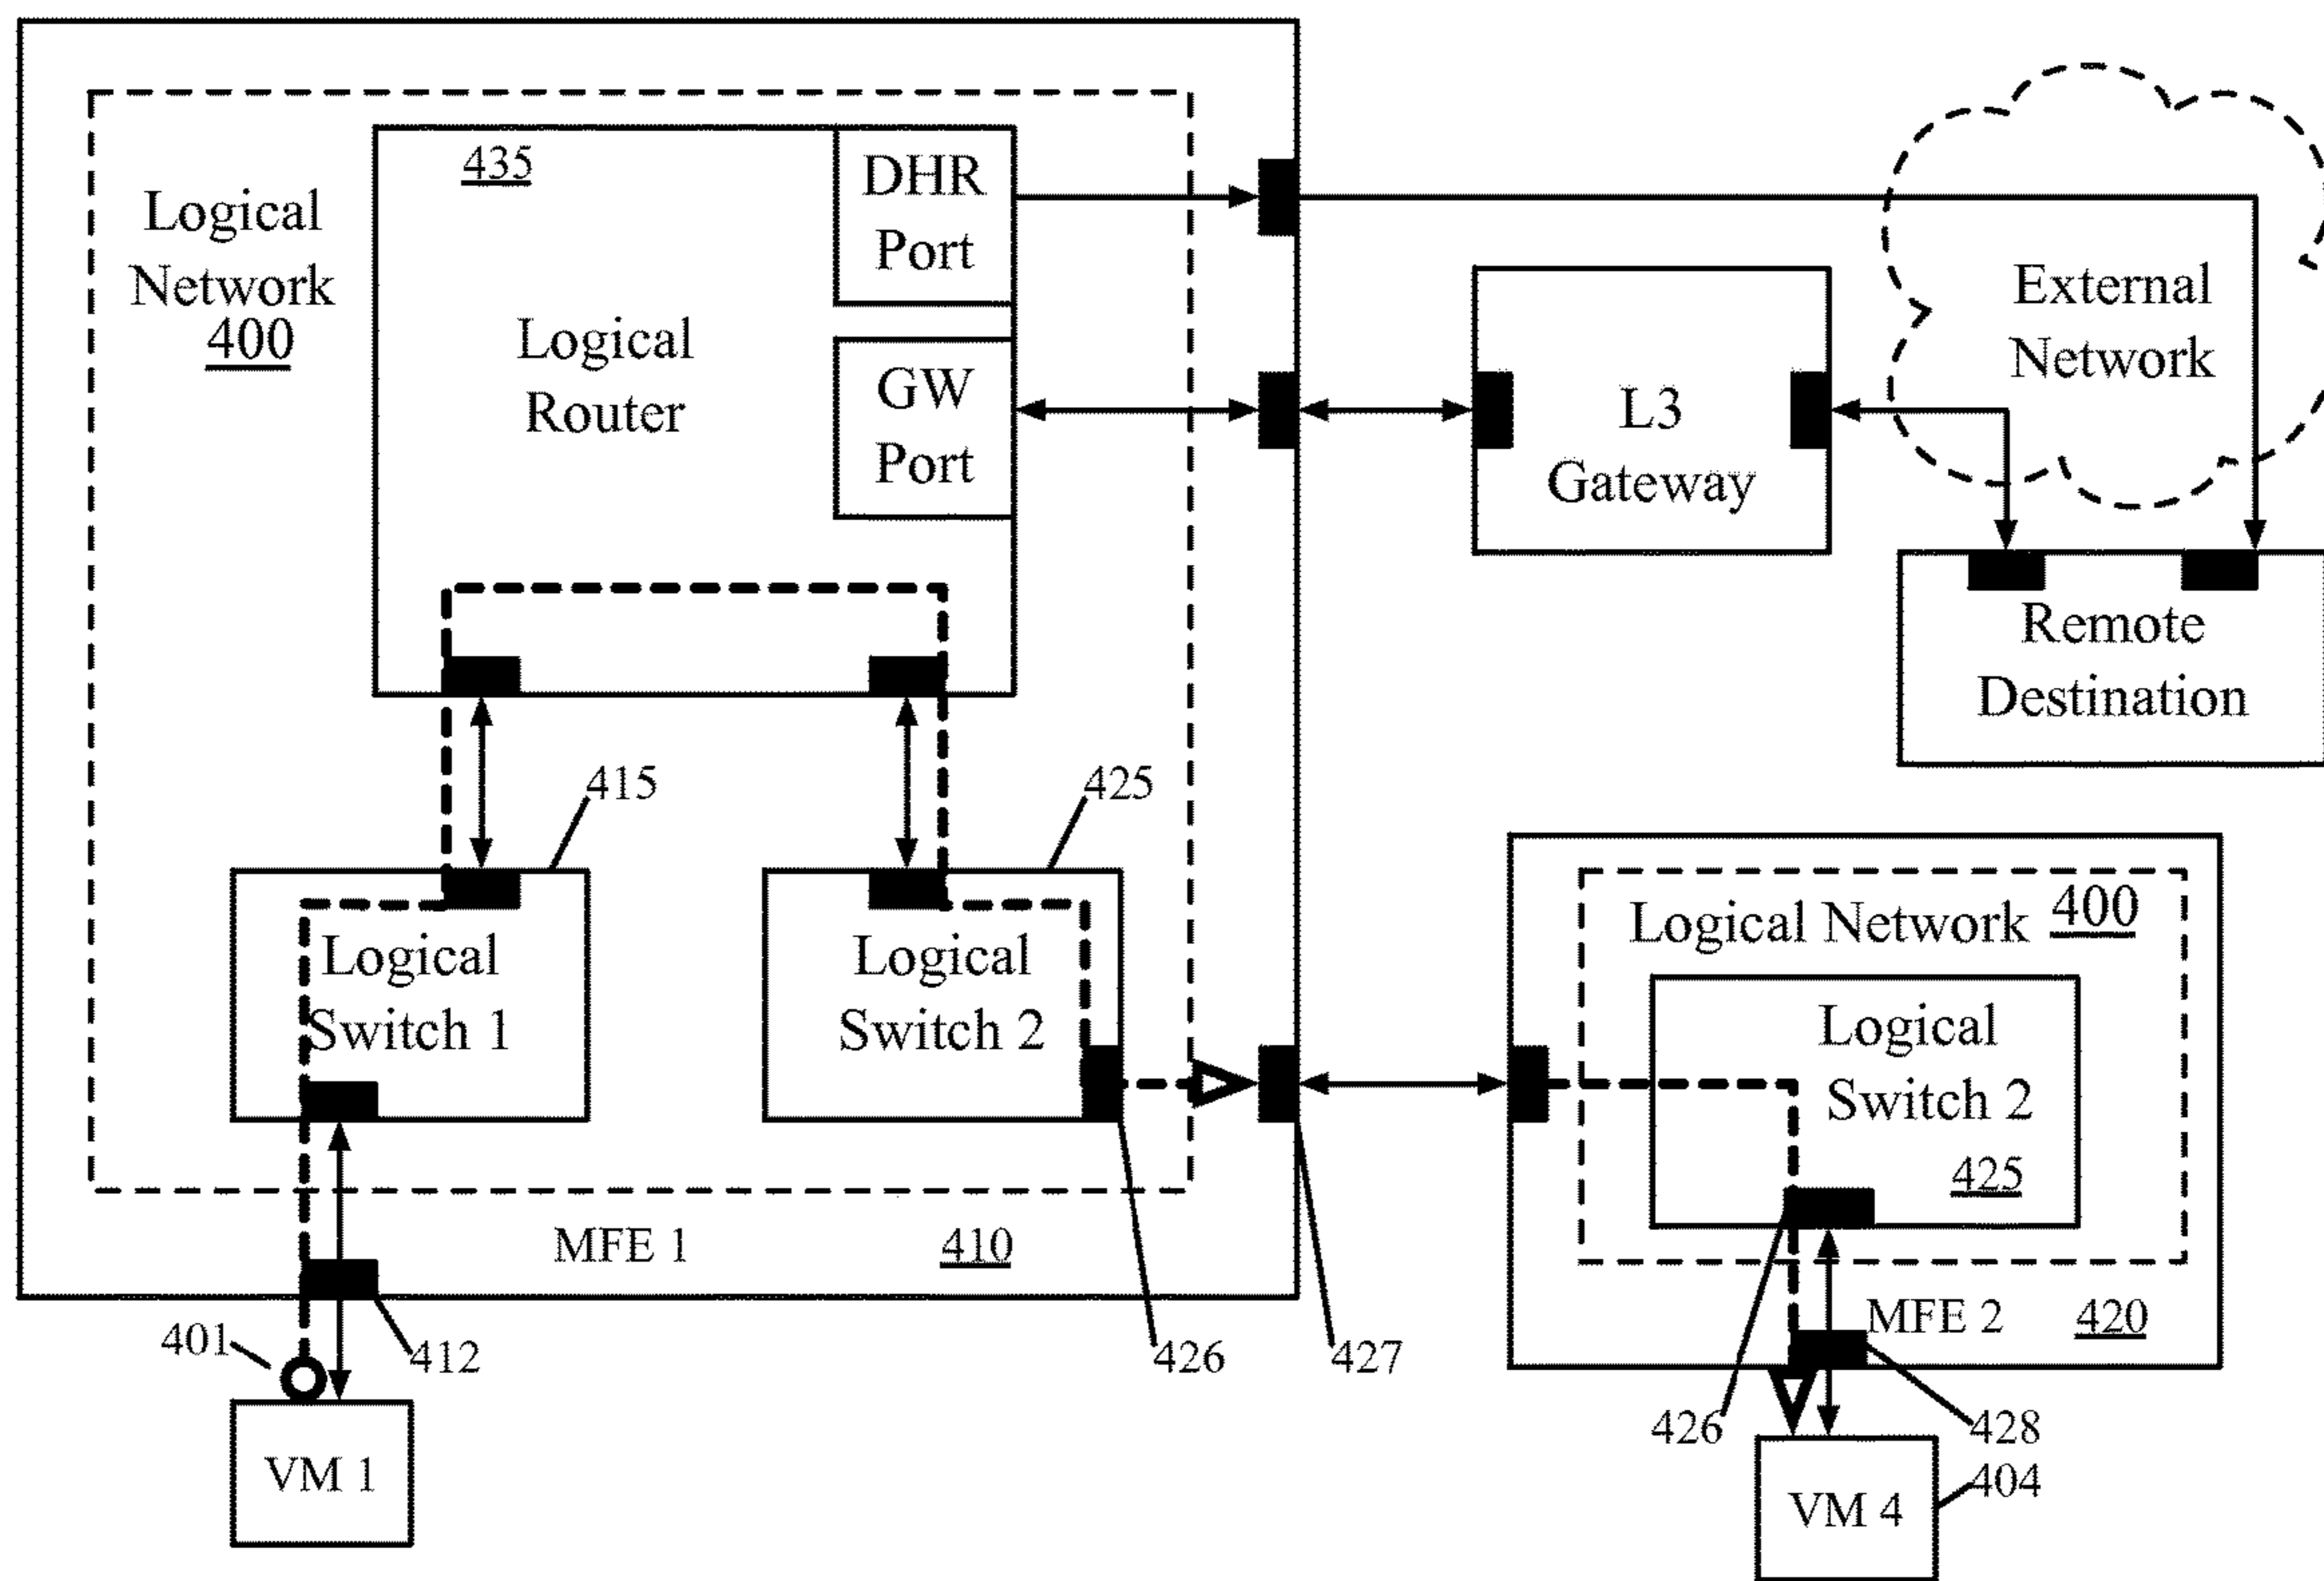 435
DHR
Port
Logical
Network
400
Logical
Router
GW
Port
External
Network
L3
Gateway
Remote
Destination
415
425
Logical
Switch 1
Logical
Switch 2
Logical Network 400
Logical
Switch 2
425
MFE 1 410
MFE 2 420
401
412
426
427
426
428
VM 1
404
VM 4